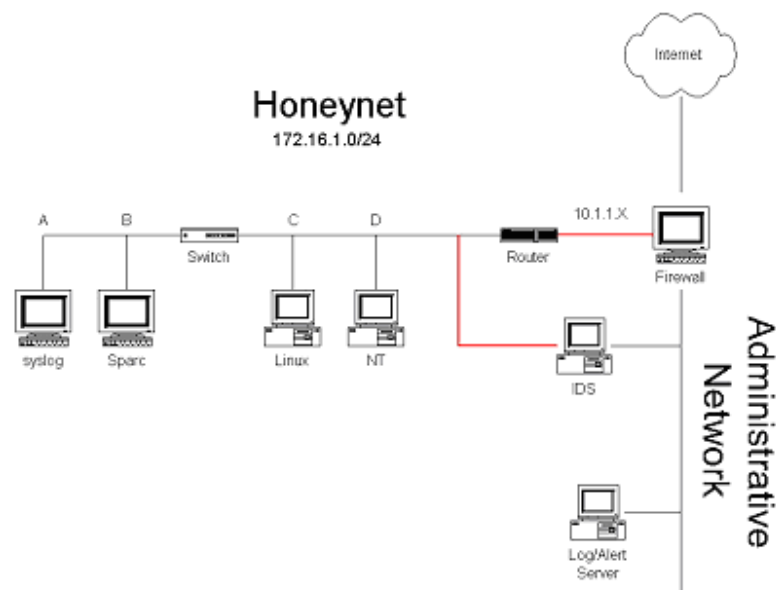 Internet
Honeynet
172.16.1.0/24
A
B
C
D
10.1.1.X
Switch
Router
Firewall
syslog
Sparc
Linux
NT
IDS
Administrative
Network
Log/Alert
Server